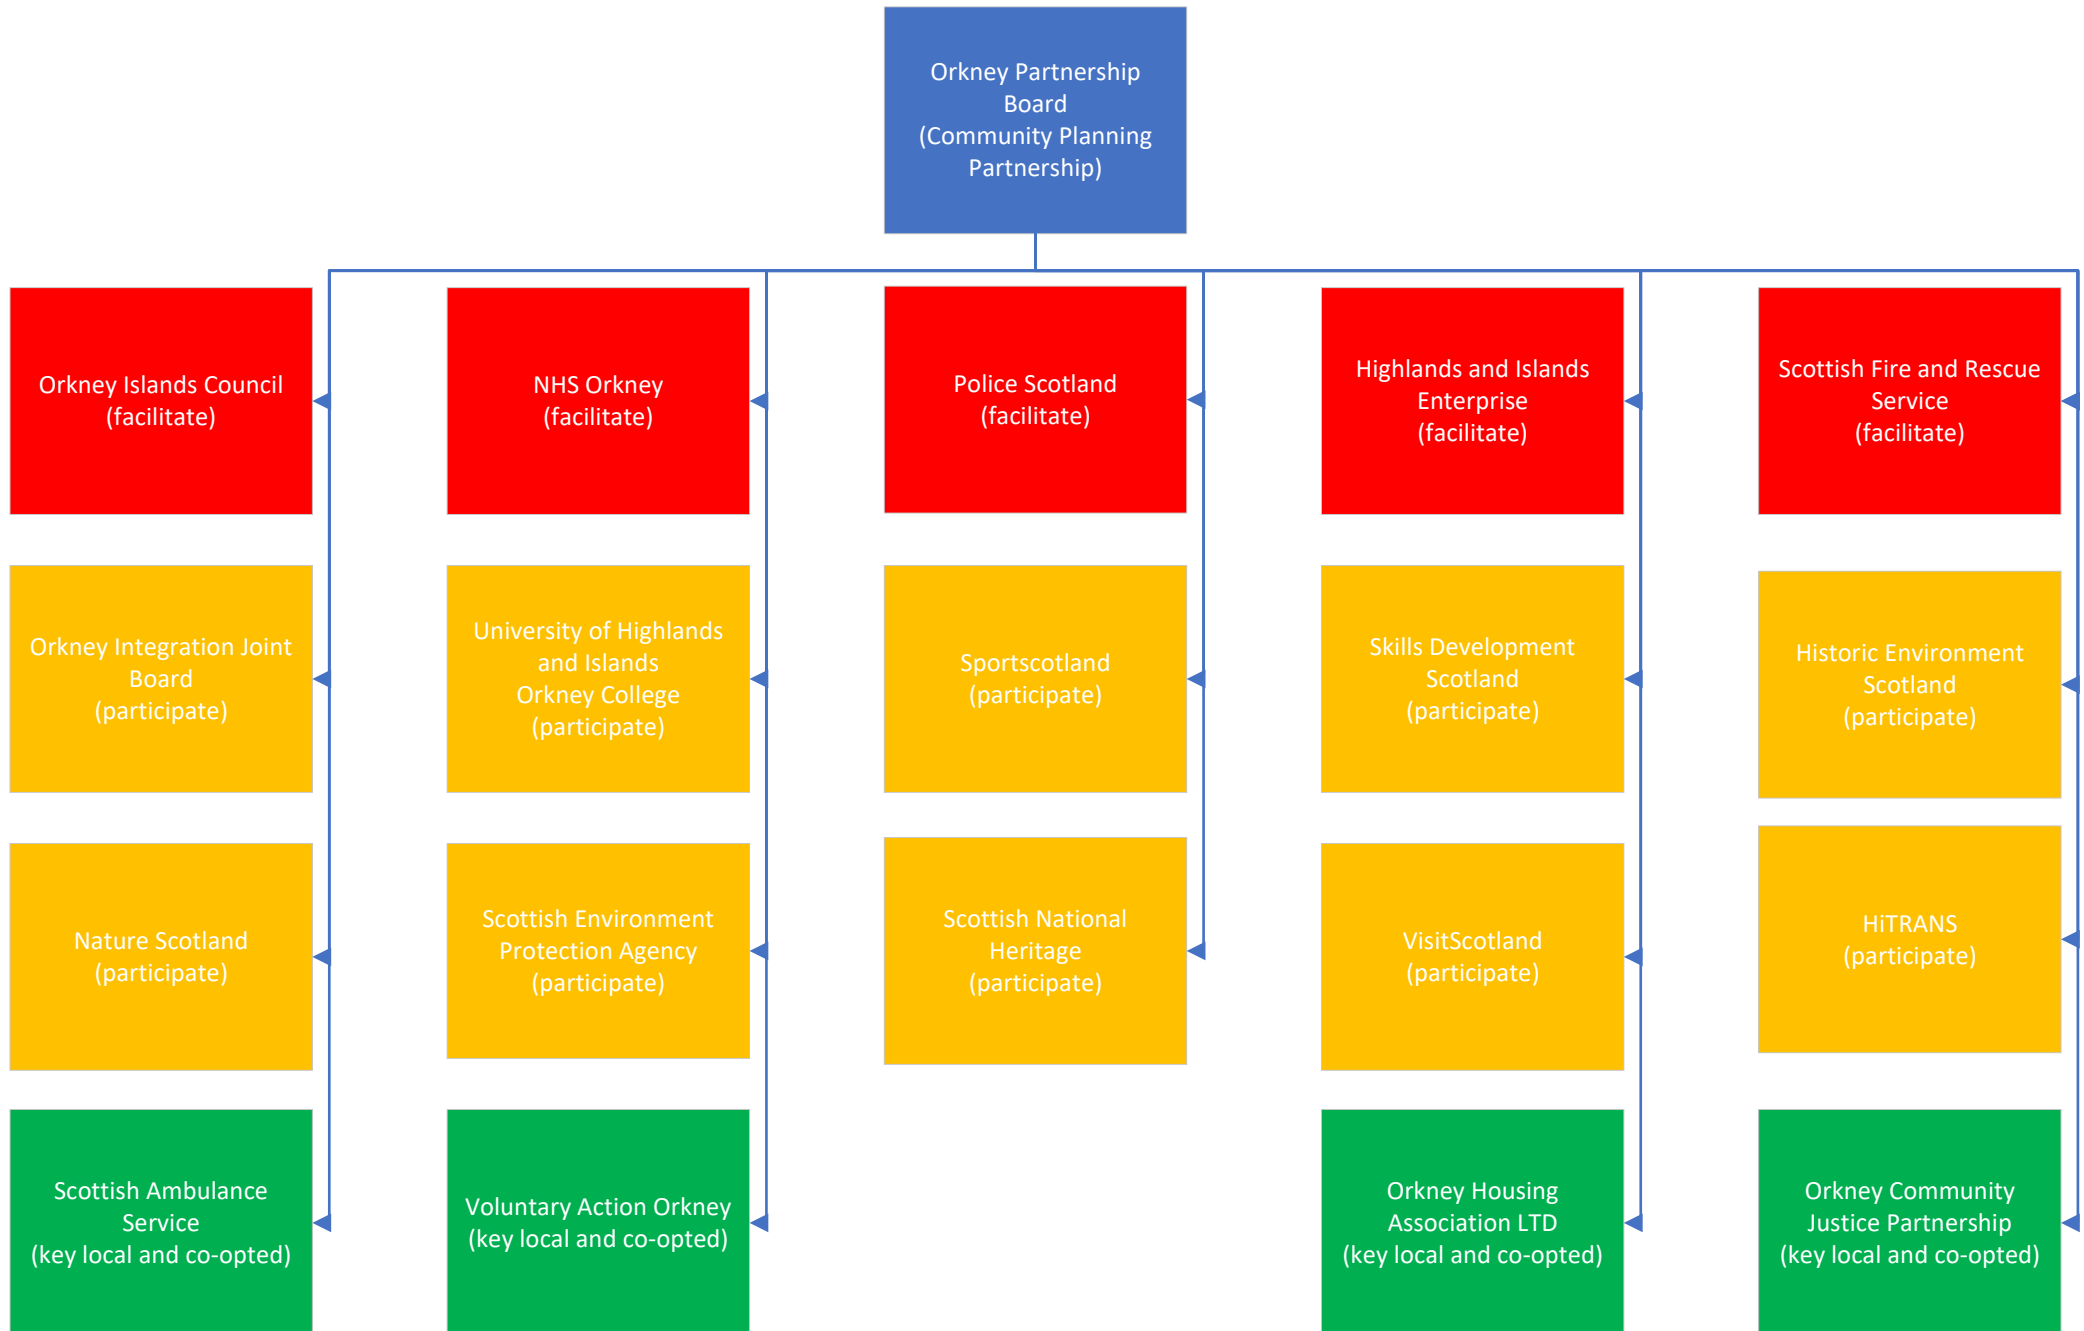 Orkney Partnership
Board
(Community Planning
Partnership)
Orkney Islands Council
(facilitate)
NHS Orkney
(facilitate)
Police Scotland
(facilitate)
Highlands and Islands
Enterprise
(facilitate)
Scottish Fire and Rescue
Service
(facilitate)
Orkney Integration Joint
Board
(participate)
University of Highlands
and Islands
Orkney College
(participate)
Sportscotland
(participate)
Skills Development
Scotland
(participate)
Historic Environment
Scotland
(participate)
Nature Scotland
(participate)
Scottish Environment
Protection Agency
(participate)
Scottish National
Heritage
(participate)
VisitScotland
(participate)
HiTRANS
(participate)
Scottish Ambulance
Service
(key local and co-opted)
Voluntary Action Orkney
(key local and co-opted)
Orkney Housing
Association LTD
(key local and co-opted)
Orkney Community
Justice Partnership
(key local and co-opted)